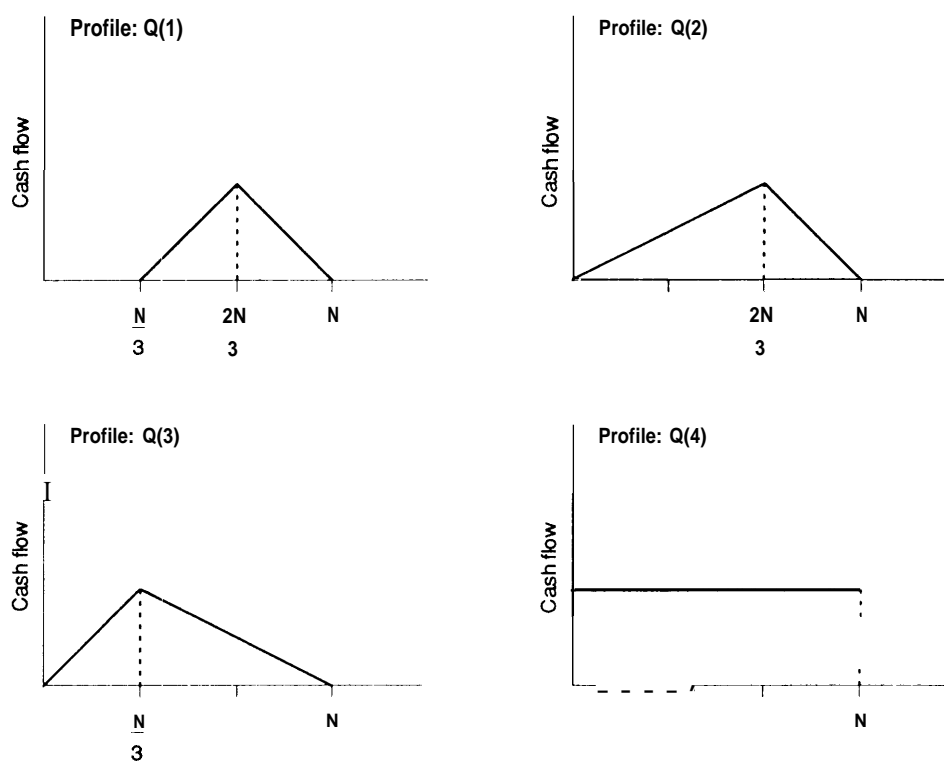 Profile: Q(1)
Cash flow
N 2N N
3 3
Profile: Q(2)
Cash flow
2N N
3
Profile: Q(3)
I
Cash flow
N N
3
Profile: Q(4)
Cash flow
N